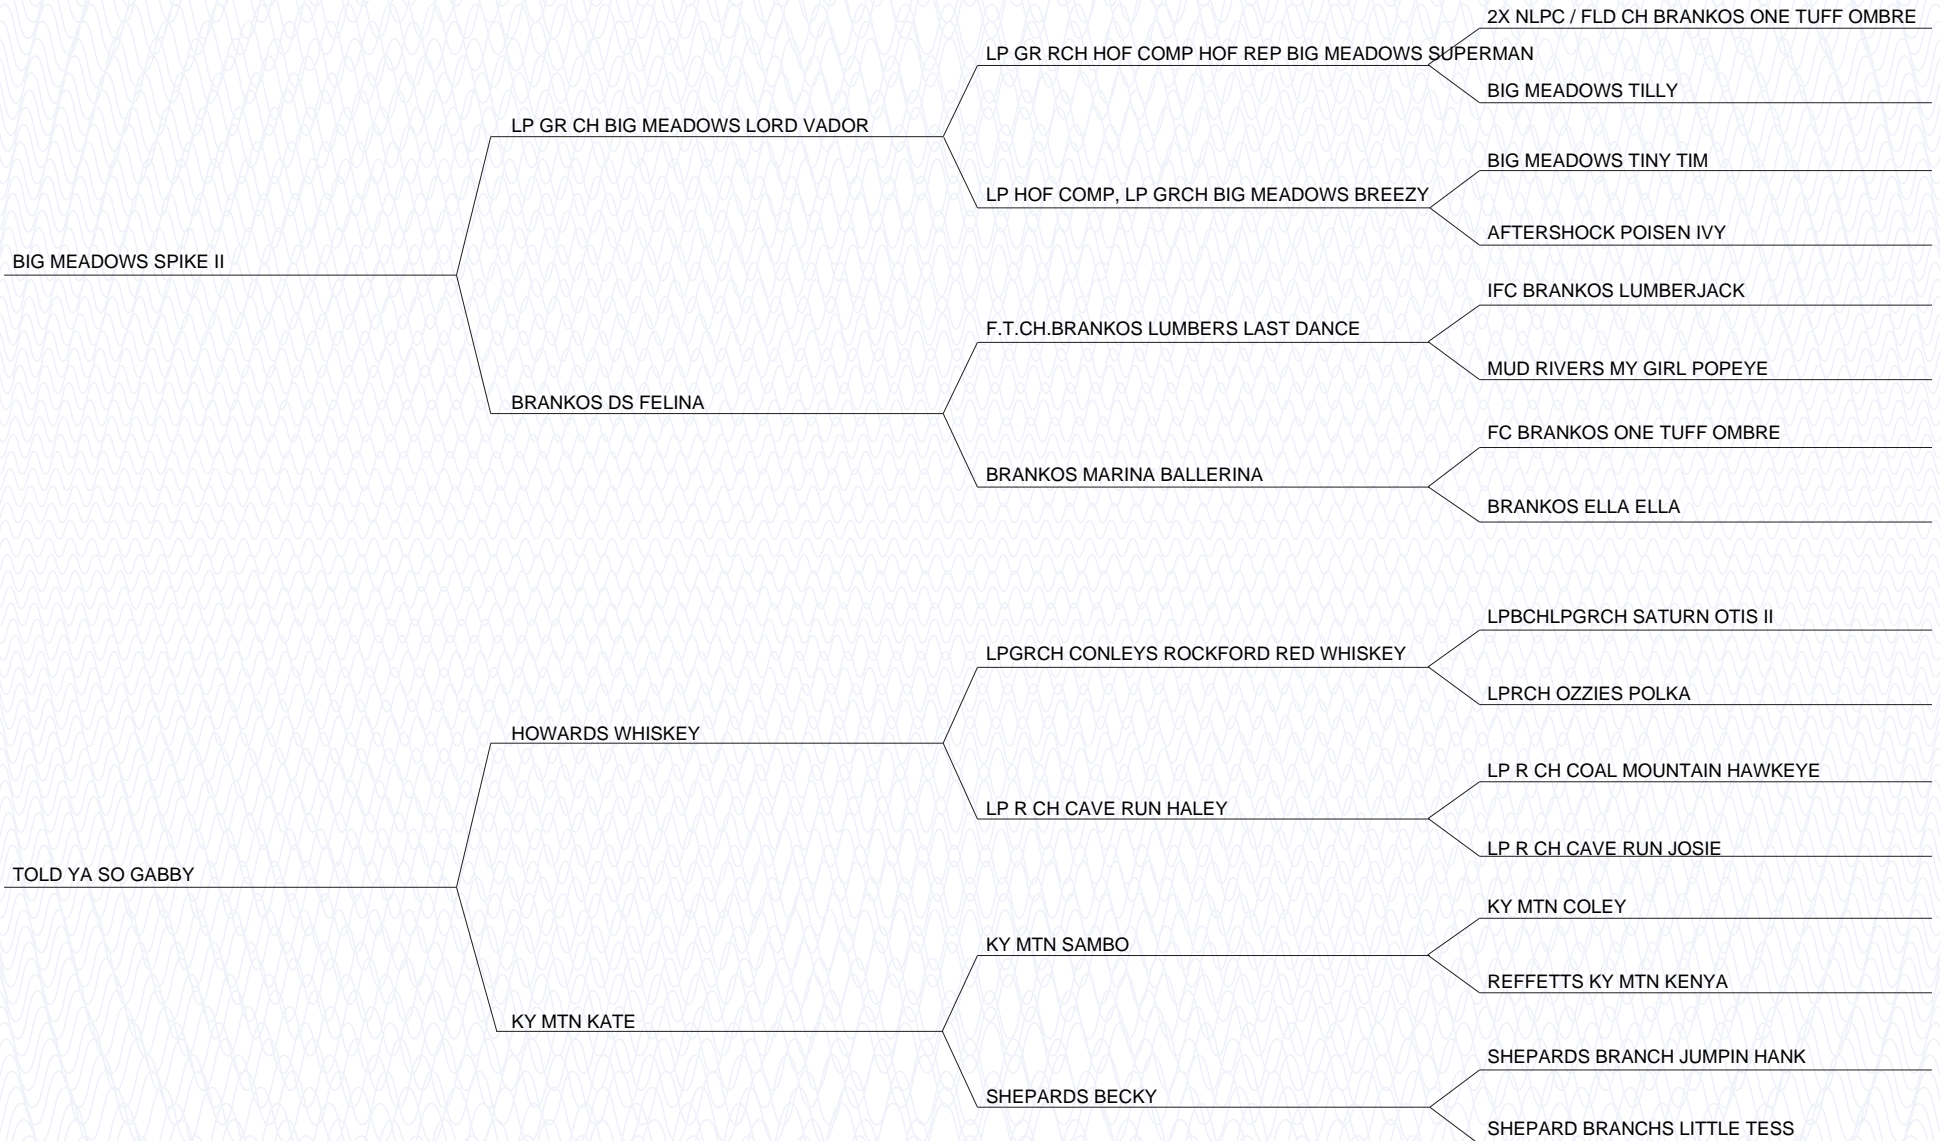 2X NLPC / FLD CH BRANKOS ONE TUFF OMBRE
LP GR RCH HOF COMP HOF REP BIG MEADOWS SUPERMAN
BIG MEADOWS TILLY
LP GR CH BIG MEADOWS LORD VADOR
BIG MEADOWS TINY TIM
LP HOF COMP, LP GRCH BIG MEADOWS BREEZY
AFTERSHOCK POISEN IVY
BIG MEADOWS SPIKE II
IFC BRANKOS LUMBERJACK
F.T.CH.BRANKOS LUMBERS LAST DANCE
MUD RIVERS MY GIRL POPEYE
BRANKOS DS FELINA
FC BRANKOS ONE TUFF OMBRE
BRANKOS MARINA BALLERINA
BRANKOS ELLA ELLA
LPBCHLPGRCH SATURN OTIS II
LPGRCH CONLEYS ROCKFORD RED WHISKEY
LPRCH OZZIES POLKA
HOWARDS WHISKEY
LP R CH COAL MOUNTAIN HAWKEYE
LP R CH CAVE RUN HALEY
LP R CH CAVE RUN JOSIE
TOLD YA SO GABBY
KY MTN COLEY
KY MTN SAMBO
REFFETTS KY MTN KENYA
KY MTN KATE
SHEPARDS BRANCH JUMPIN HANK
SHEPARDS BECKY
SHEPARD BRANCHS LITTLE TESS